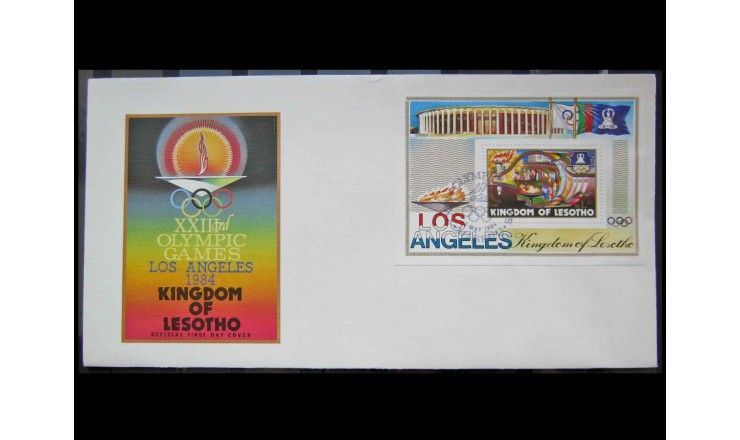 XXIIIrd
OLYMPIC
GAMES
LOS ANGELES
1984
KINGDOM
OF
LESOTHO
OFFICIAL FIRST DAY COVER
KINGDOM OF LESOTHO
LOS
ANGELES
Kingdom of Lesotho